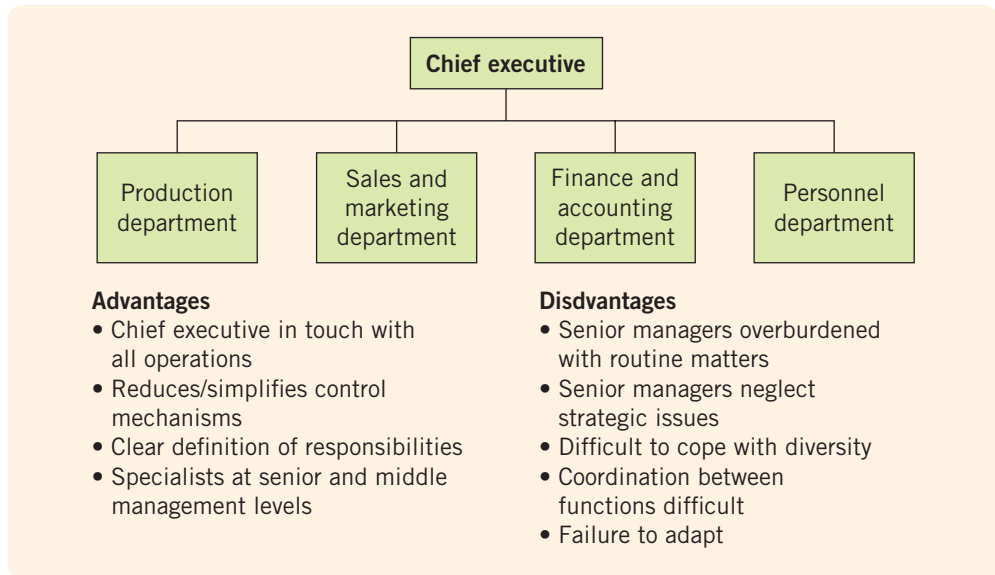 Chief executive
Production
department
Sales and
marketing
department
Finance and
accounting
department
Personnel
department
Advantages
• Chief executive in touch with
all operations
• Reduces/simplifies control
mechanisms
• Clear definition of responsibilities
• Specialists at senior and middle
management levels
Disdvantages
• Senior managers overburdened
with routine matters
• Senior managers neglect
strategic issues
• Difficult to cope with diversity
• Coordination between
functions difficult
• Failure to adapt